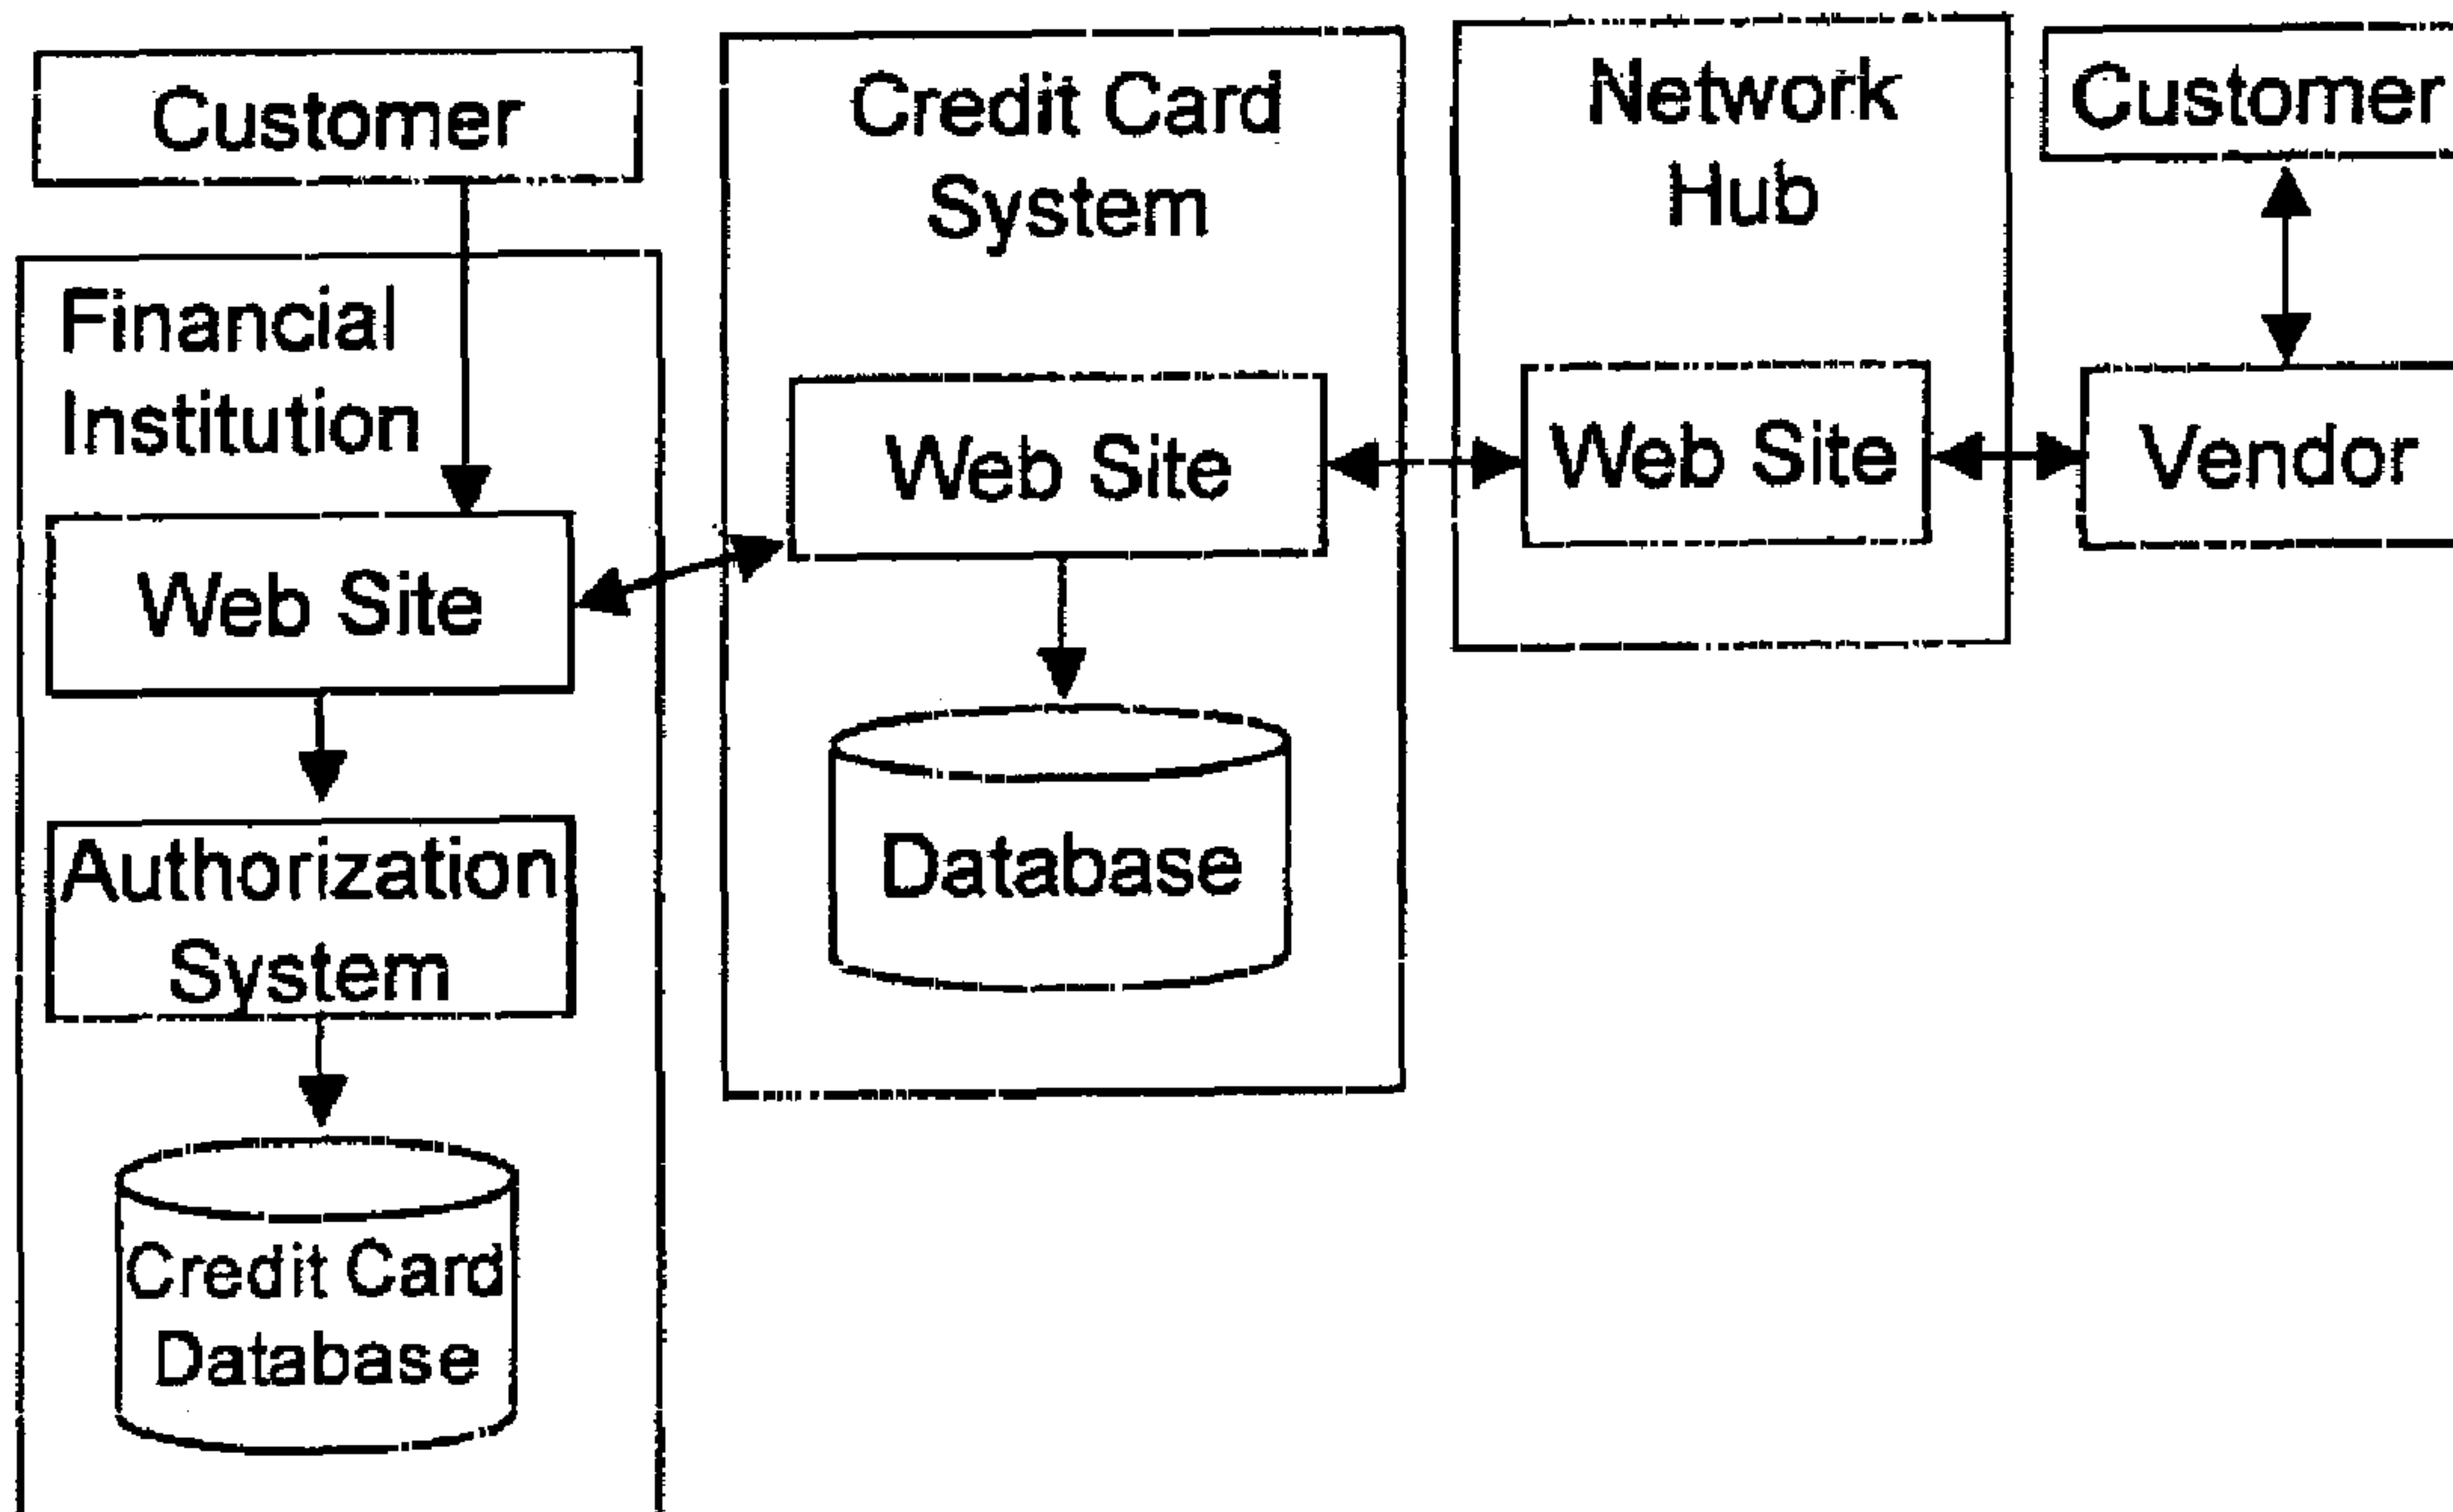 Customer
Financial
Institution
Web Site
Authorization
System
Credit Card
Database
Credit Card
System
Web Site
Database
Network
Hub
Web Site
Customer
Vendor